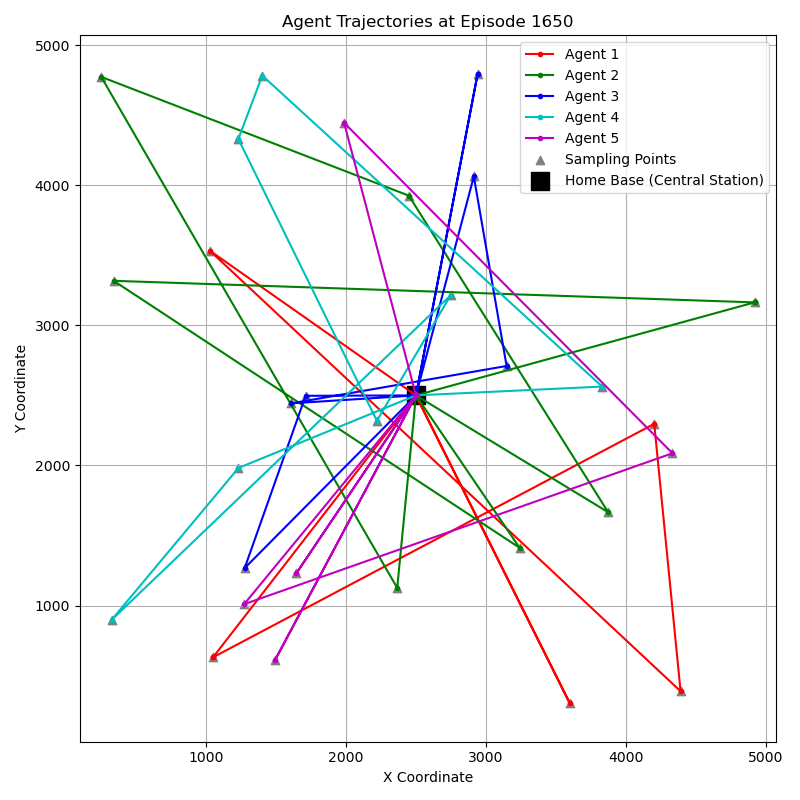 Agent Trajectories at Episode 1650
5000
4000
3000
2000
1000
Y Coordinate
1000
2000
3000
4000
5000
X Coordinate
Agent 1
Agent 2
Agent 3
Agent 4
Agent 5
Sampling Points
Home Base (Central Station)